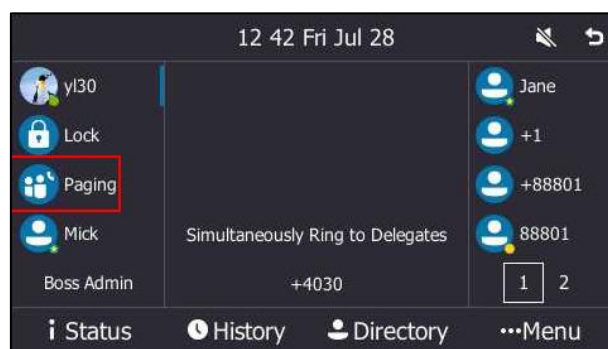 12 42 Fri Jul 28
yl30
Lock
Paging
Mick
Boss Admin
Simultaneously Ring to Delegates
+4030
Jane
+1
+88801
88801
1 2
i Status
History
Directory
•••Menu